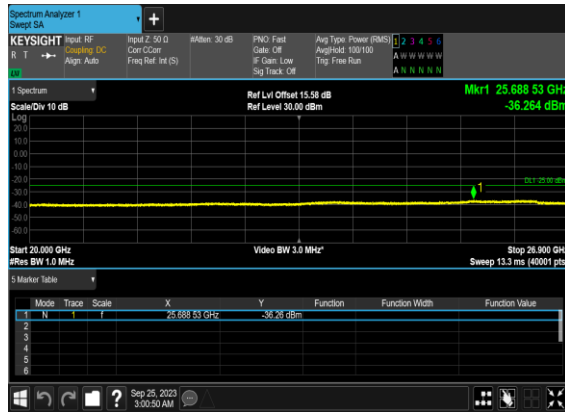 Spectrum Analyzer 1
Swept SA
+
KEYSIGHT Input: RF Input Z: 50 Ω #Atten: 30 dB PNO: Fast Avg Type: Power (RMS) 1 2 3 4 5 6
R T Coupling: DC Corr CCorr Gate: Off Avg|Hold: 100/100 A W W W W W
Align: Auto Freq Ref: Int (S) IF Gain: Low Trig: Free Run
Sig Track: Off A N N N N N
1 Spectrum Ref Lvl Offset 15.58 dB Mkr1 25.688 53 GHz
Scale/Div 10 dB Ref Level 30.00 dBm -36.264 dBm
Log
20.0
10.0
0.00
-10.0
-20.0 DL1 -25.00 dBm
-30.0 1
-40.0
-50.0
-60.0
Start 20.000 GHz Video BW 3.0 MHz* Stop 26.900 GHz
#Res BW 1.0 MHz Sweep 13.3 ms (40001 pts)
5 Marker Table
Mode Trace Scale X Y Function Function Width Function Value
1 N 1 f 25.688 53 GHz -36.26 dBm
2
3
4
5
6
? Sep 25, 2023
3:00:50 AM